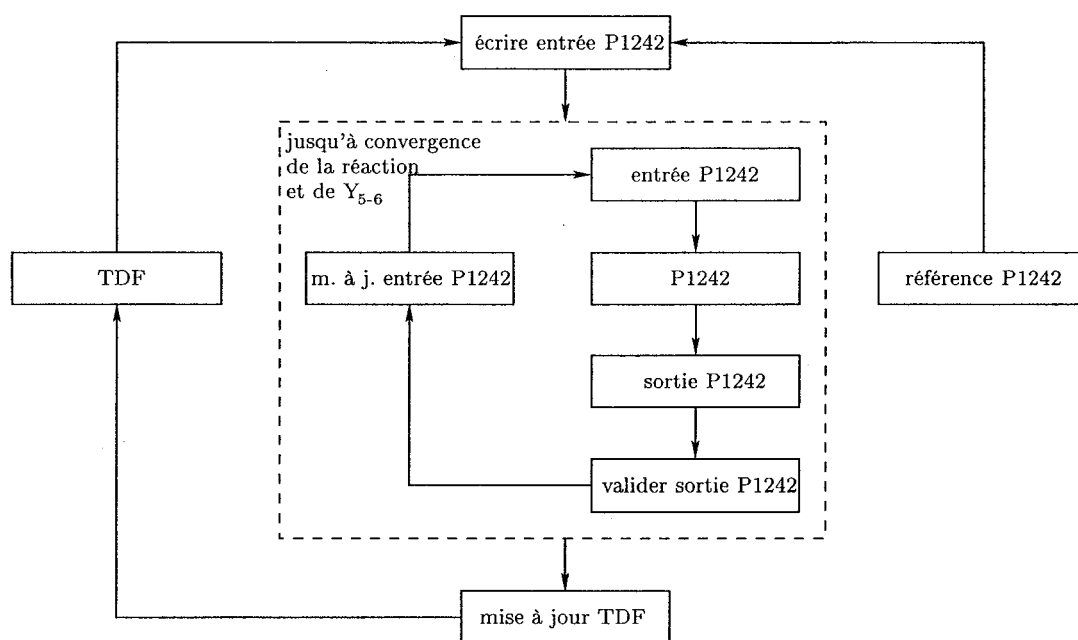 écrire entrée P1242
jusqu'à convergence
de la réaction
et de Y5-6
entrée P1242
TDF
m. à j. entrée P1242
P1242
référence P1242
sortie P1242
valider sortie P1242
mise à jour TDF